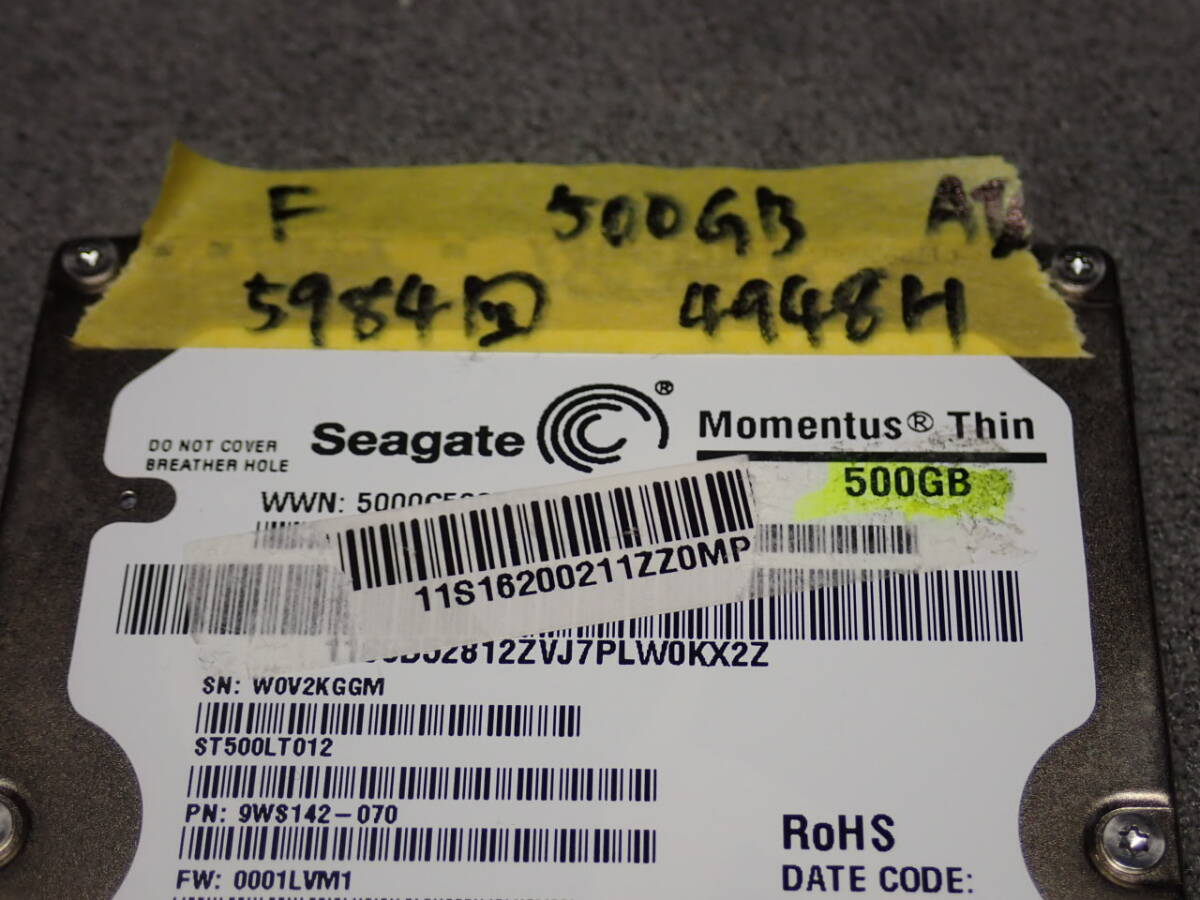 F 500GB
5984回 4948H
DO NOT COVER
BREATHER HOLE
Seagate ®
Momentus® Thin
500GB
WWN:
11S16200211ZZ0MP
SN: W0V2KGGM
ST500LT012
PN: 9WS142-070
FW: 0001LVM1
RoHS
DATE CODE: